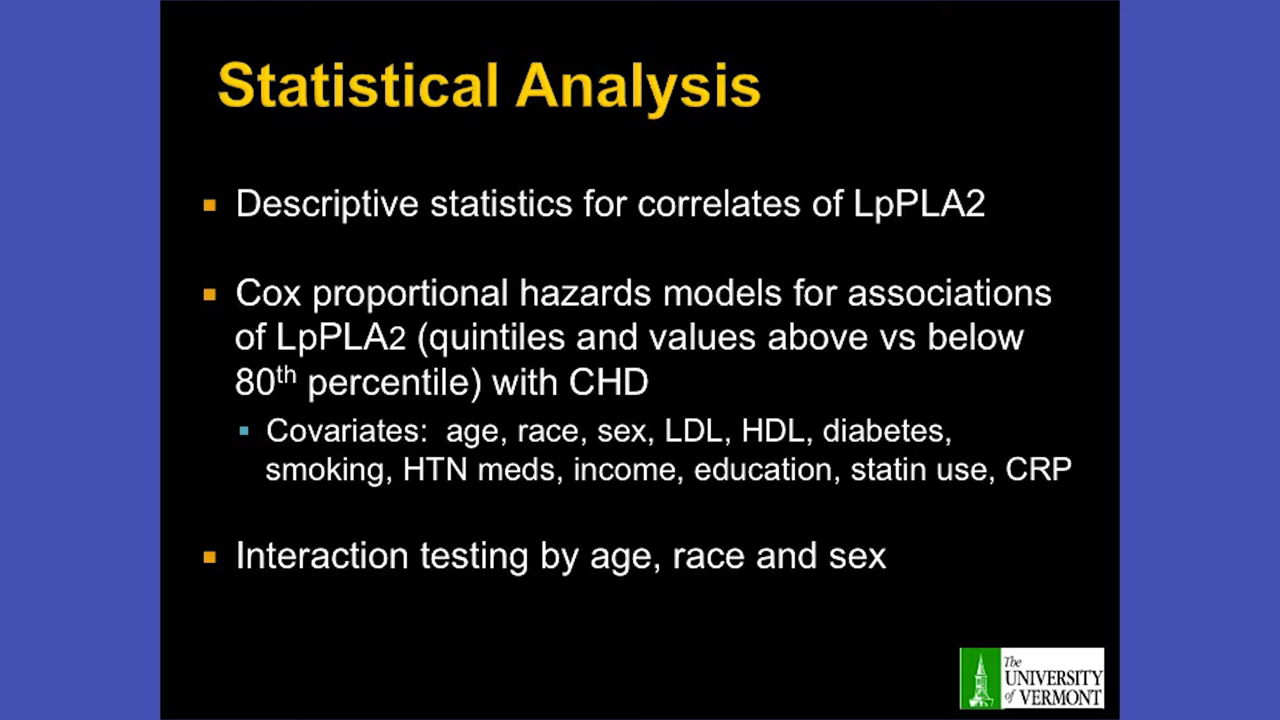 Statistical Analysis
Descriptive statistics for correlates of LpPLA2
Cox proportional hazards models for associations
of LpPLA2 (quintiles and values above vs below
80th percentile) with CHD
Covariates: age, race, sex, LDL, HDL, diabetes,
smoking, HTN meds, income, education, statin use, CRP
Interaction testing by age, race and sex
The
UNIVERSITY
of VERMONT